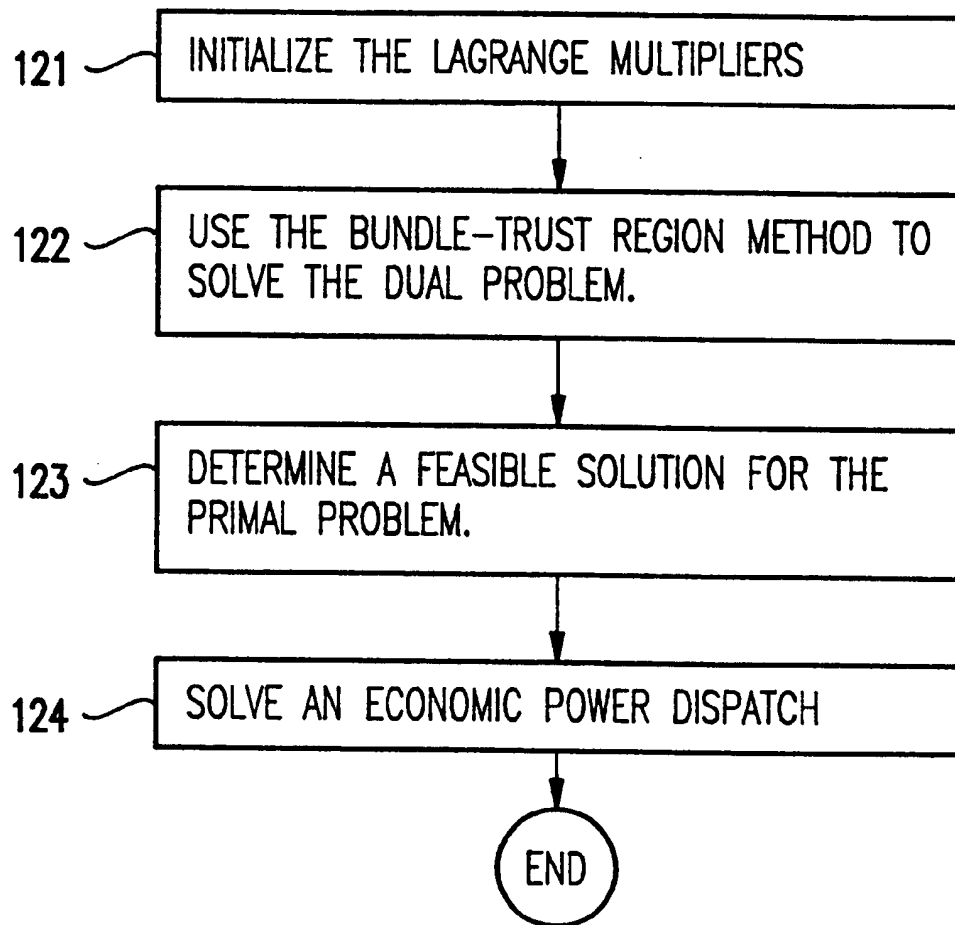 121
INITIALIZE THE LAGRANGE MULTIPLIERS
122
USE THE BUNDLE-TRUST REGION METHOD TO
SOLVE THE DUAL PROBLEM.
123
DETERMINE A FEASIBLE SOLUTION FOR THE
PRIMAL PROBLEM.
124
SOLVE AN ECONOMIC POWER DISPATCH
END